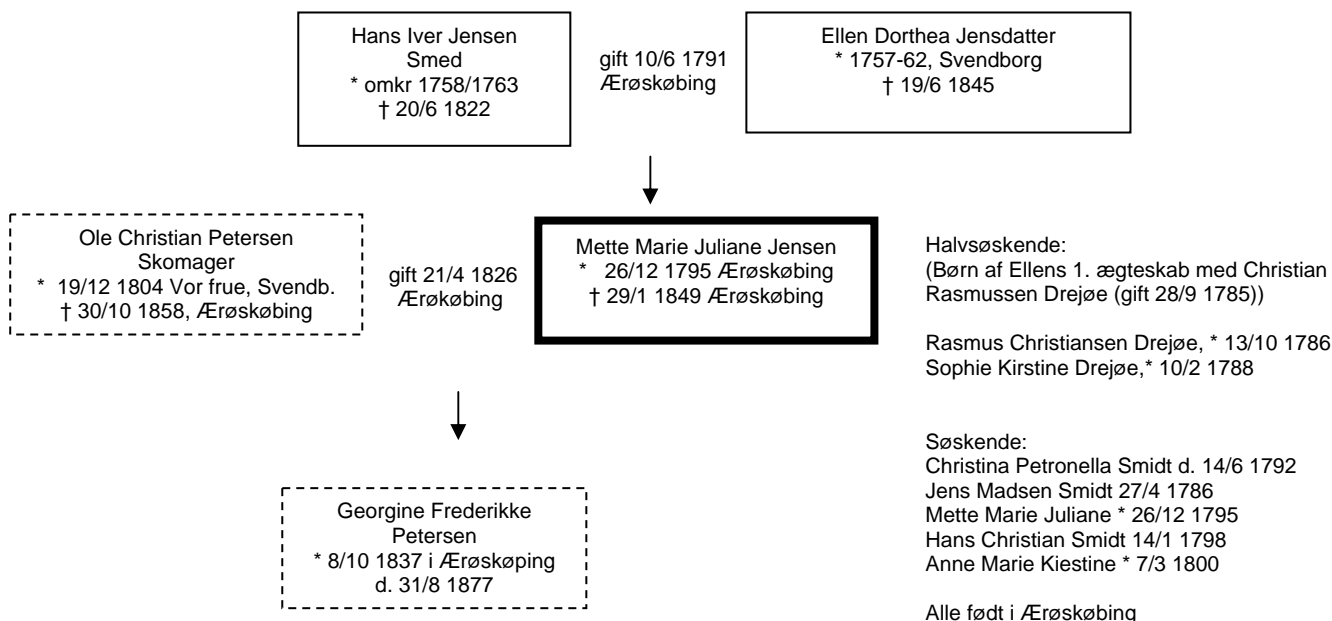 Hans Iver Jensen
Smed
* omkr 1758/1763
† 20/6 1822
gift 10/6 1791
Ærøskøbing
Ellen Dorthea Jensdatter
* 1757-62, Svendborg
† 19/6 1845
Ole Christian Petersen
Skomager
* 19/12 1804 Vor frue, Svendb.
† 30/10 1858, Ærøskøbing
gift 21/4 1826
Ærøkøbing
Mette Marie Juliane Jensen
* 26/12 1795 Ærøskøbing
† 29/1 1849 Ærøskøbing
Halvsøskende:
(Børn af Ellens 1. ægteskab med Christian
Rasmussen Drejøe (gift 28/9 1785))
Rasmus Christiansen Drejøe, * 13/10 1786
Sophie Kirstine Drejøe,* 10/2 1788
Søskende:
Christina Petronella Smidt d. 14/6 1792
Jens Madsen Smidt 27/4 1786
Mette Marie Juliane * 26/12 1795
Hans Christian Smidt 14/1 1798
Anne Marie Kiestine * 7/3 1800
Alle født i Ærøskøbing
Georgine Frederikke
Petersen
* 8/10 1837 i Ærøskøping
d. 31/8 1877